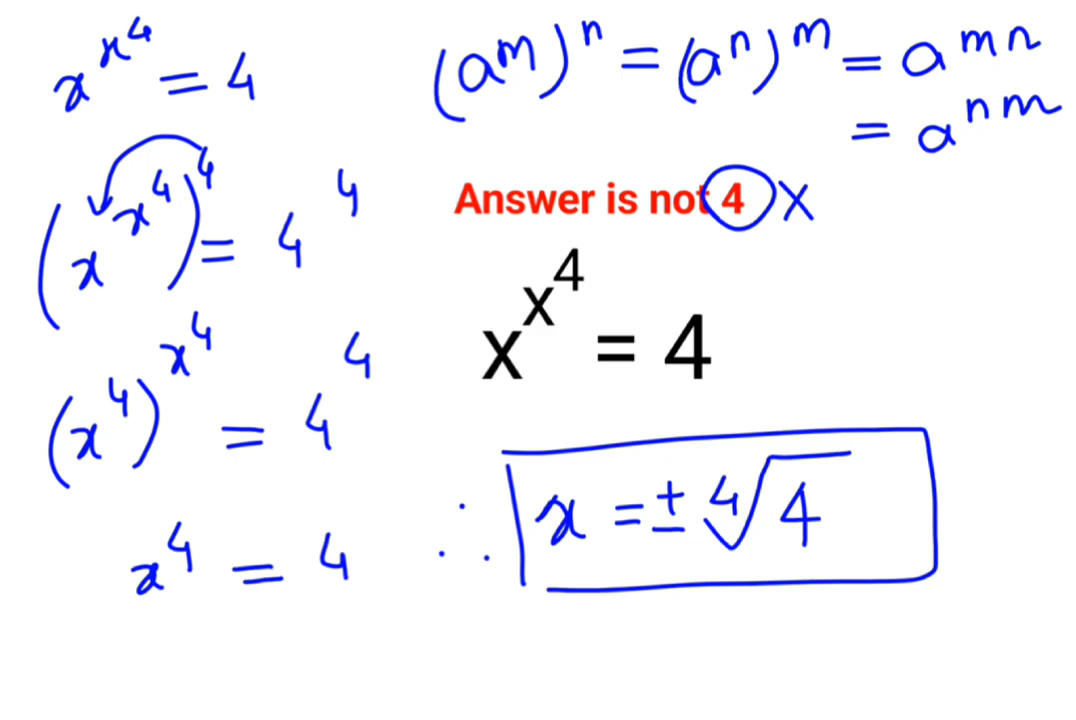 x^{x^4} = 4
(x^{x^4})^4 = 4^4
(x^4)^{x^4} = 4^4
x^4 = 4
(a^m)^n = (a^n)^m = a^{mn}
= a^{nm}
Answer is not 4 X
x^{x^4} = 4
∴ x = ± ∜4